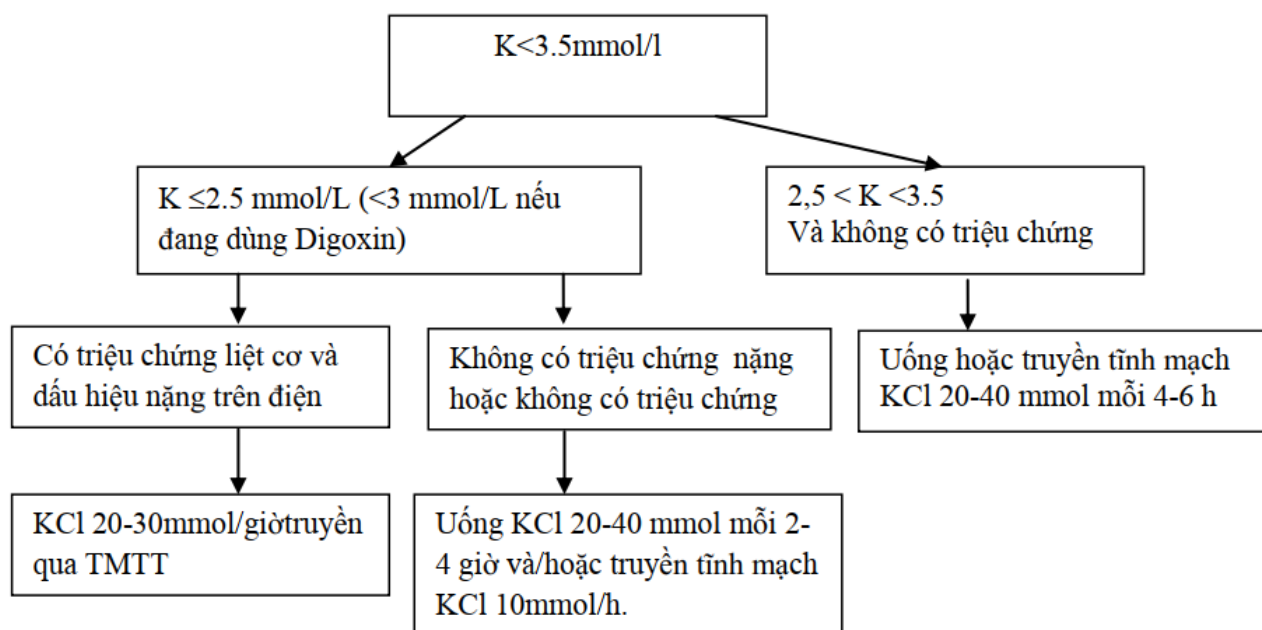 K<3.5mmol/l
K ≤2.5 mmol/L (<3 mmol/L nếu
đang dùng Digoxin)
2,5 < K <3.5
Và không có triệu chứng
Có triệu chứng liệt cơ và
dấu hiệu nặng trên điện
Không có triệu chứng nặng
hoặc không có triệu chứng
Uống hoặc truyền tĩnh mạch
KCl 20-40 mmol mỗi 4-6 h
KCl 20-30mmol/giờtruyền
qua TMTT
Uống KCl 20-40 mmol mỗi 2-
4 giờ và/hoặc truyền tĩnh mạch
KCl 10mmol/h.